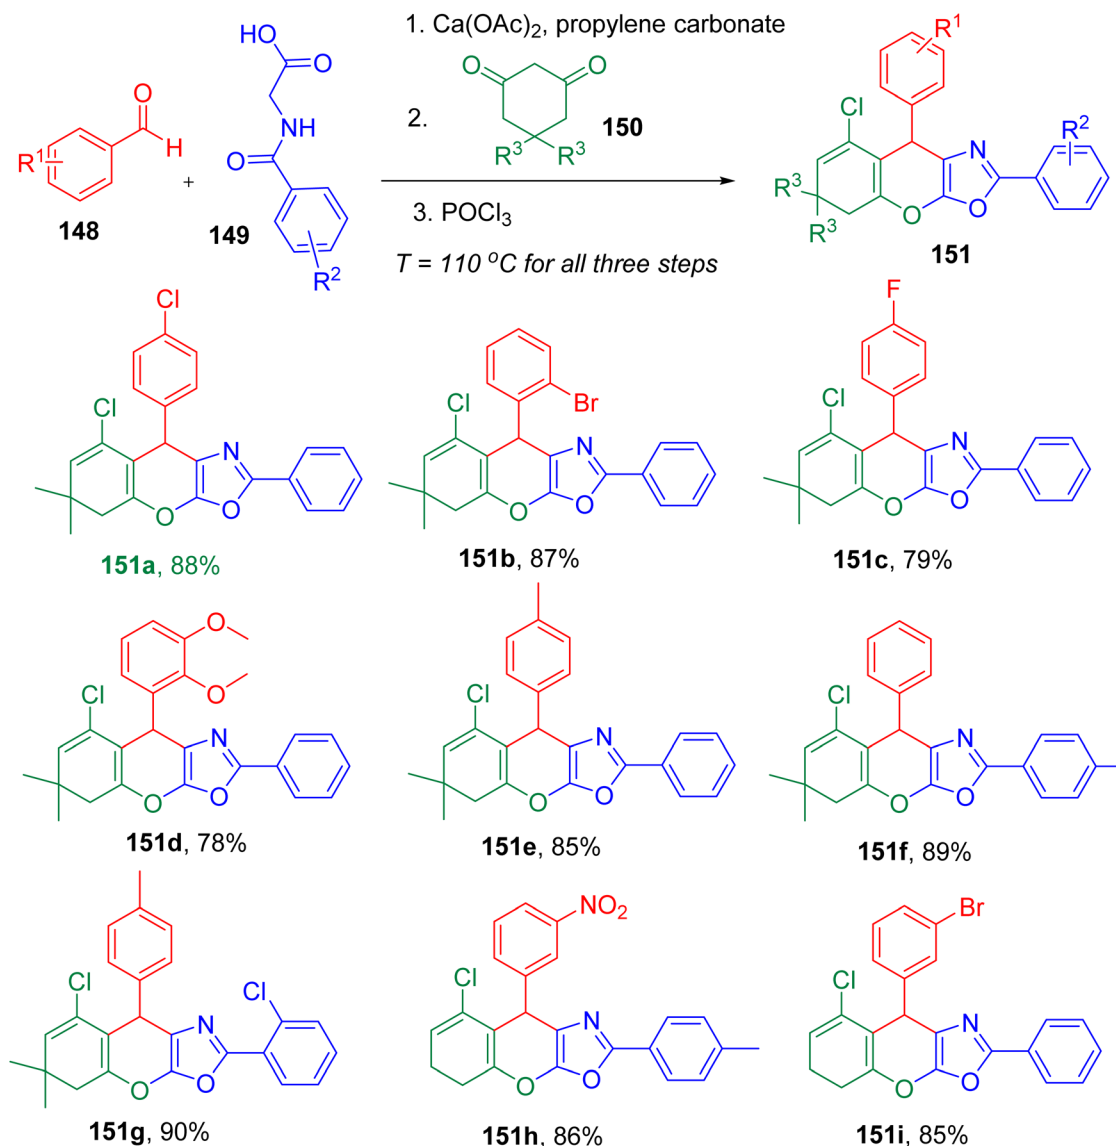 1. Ca(OAc)2, propylene carbonate
2.
O O
R3 R3
150
3. POCl3
T = 110 oC for all three steps
O
H
R1
148
+
HO
O
NH
O
R2
149
R1
Cl
N
R2
R3
R3
O O
151
Cl
Cl
N
O O
151a, 88%
Cl
Br
N
O O
151b, 87%
F
Cl
N
O O
151c, 79%
O
O
Cl
N
O O
151d, 78%
Cl
N
O O
151e, 85%
Cl
N
O O
151f, 89%
Cl
Cl
N
O O
151g, 90%
NO2
Cl
N
O O
151h, 86%
Br
Cl
N
O O
151i, 85%